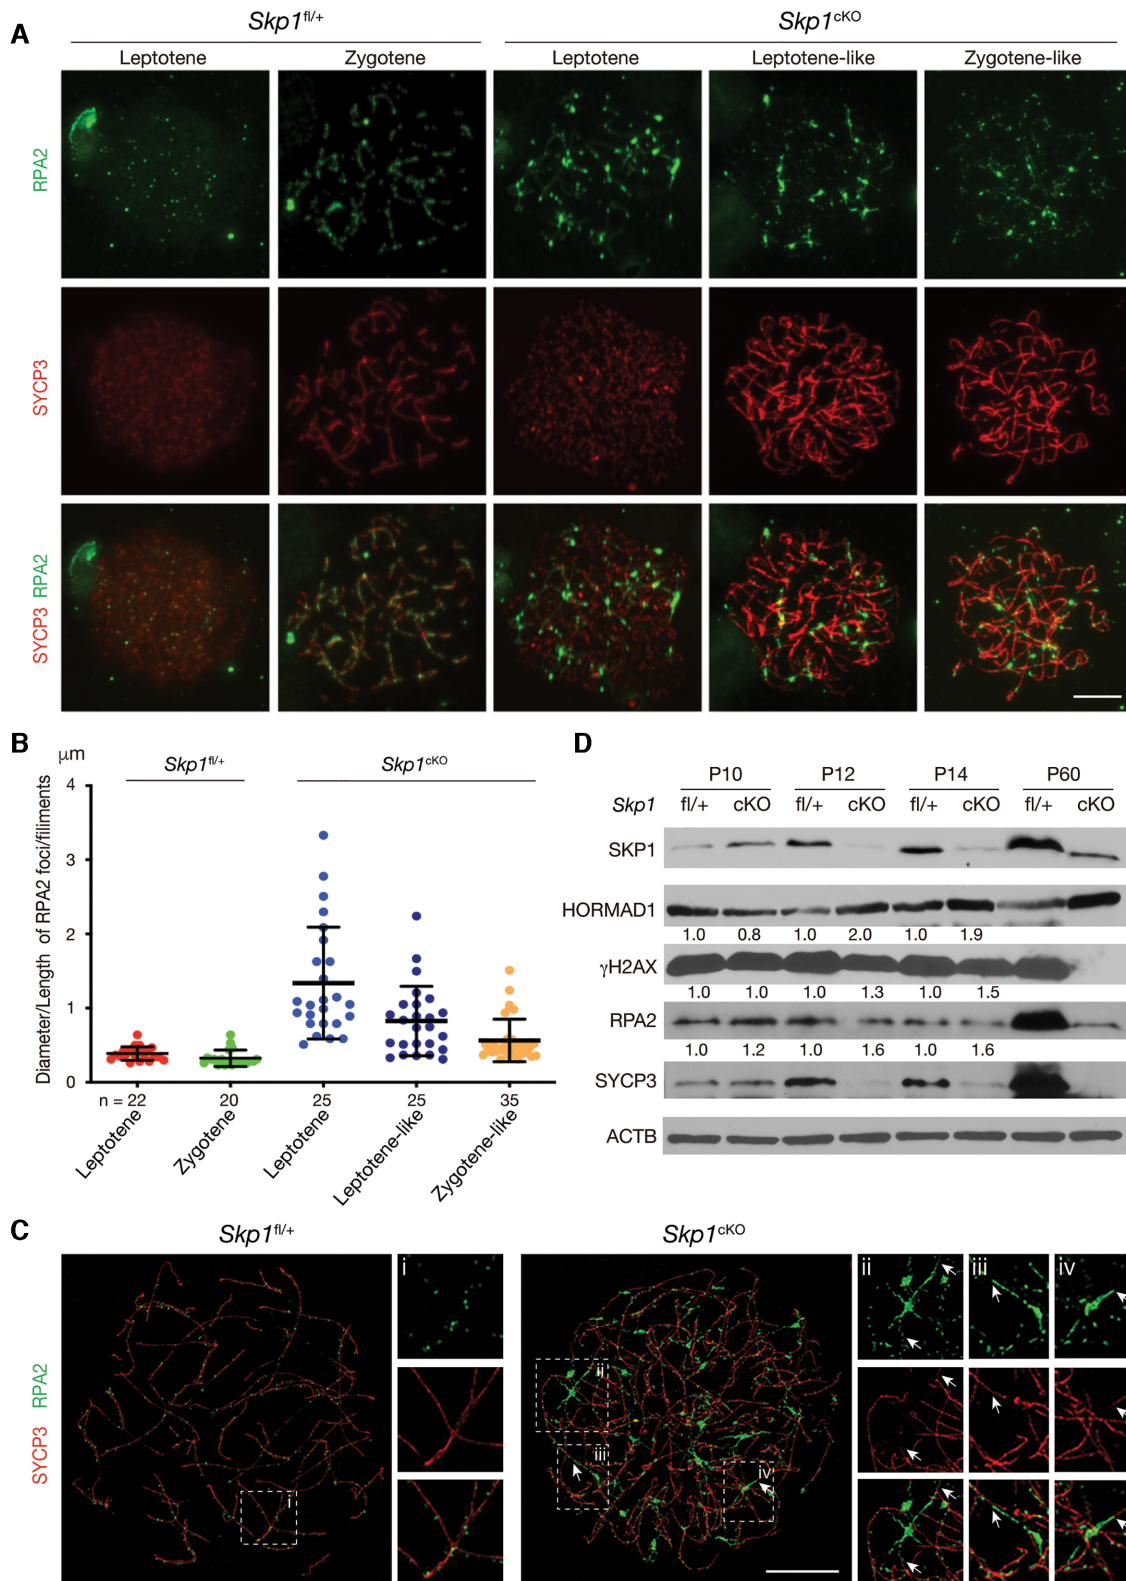 A
Skp1fl/+
Skp1cKO
Leptotene
Zygotene
Leptotene
Leptotene-like
Zygotene-like
RPA2
SYCP3
SYCP3 RPA2
B
μm
Skp1fl/+
Skp1cKO
Diameter/Length of RPA2 foci/filiments
4
3
2
1
0
n = 22
20
25
25
35
Leptotene
Zygotene
Leptotene
Leptotene-like
Zygotene-like
D
P10 P12 P14 P60
Skp1 fl/+ cKO fl/+ cKO fl/+ cKO fl/+ cKO
SKP1
HORMAD1
1.0 0.8 1.0 2.0 1.0 1.9
γH2AX
1.0 1.0 1.0 1.3 1.0 1.5
RPA2
1.0 1.2 1.0 1.6 1.0 1.6
SYCP3
ACTB
C
Skp1fl/+
Skp1cKO
SYCP3 RPA2
i
i
ii
iii
iv
ii
iii
iv